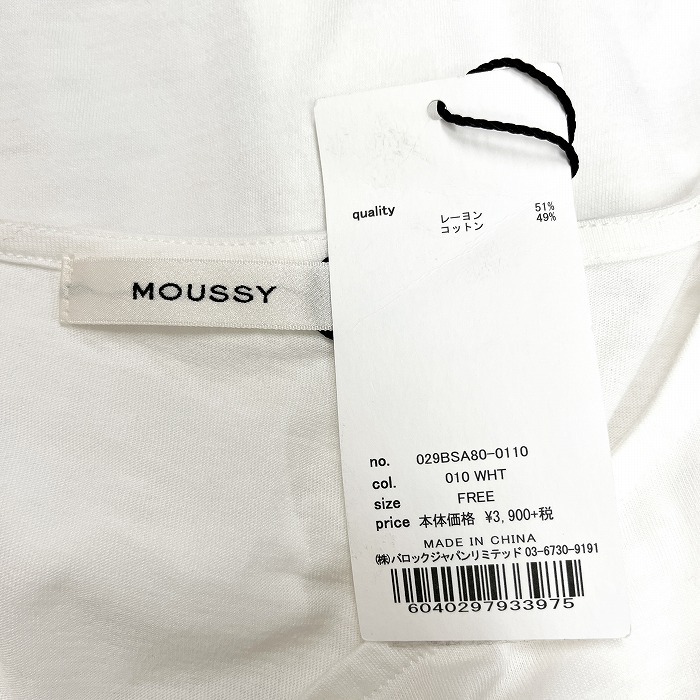 MOUSSY
quality レーヨン 51%
コットン 49%
no. 029BSA80-0110
col. 010 WHT
size FREE
price 本体価格 ¥3,900+税
MADE IN CHINA
㈱バロックジャパンリミテッド 03-6730-9191
6040297933975